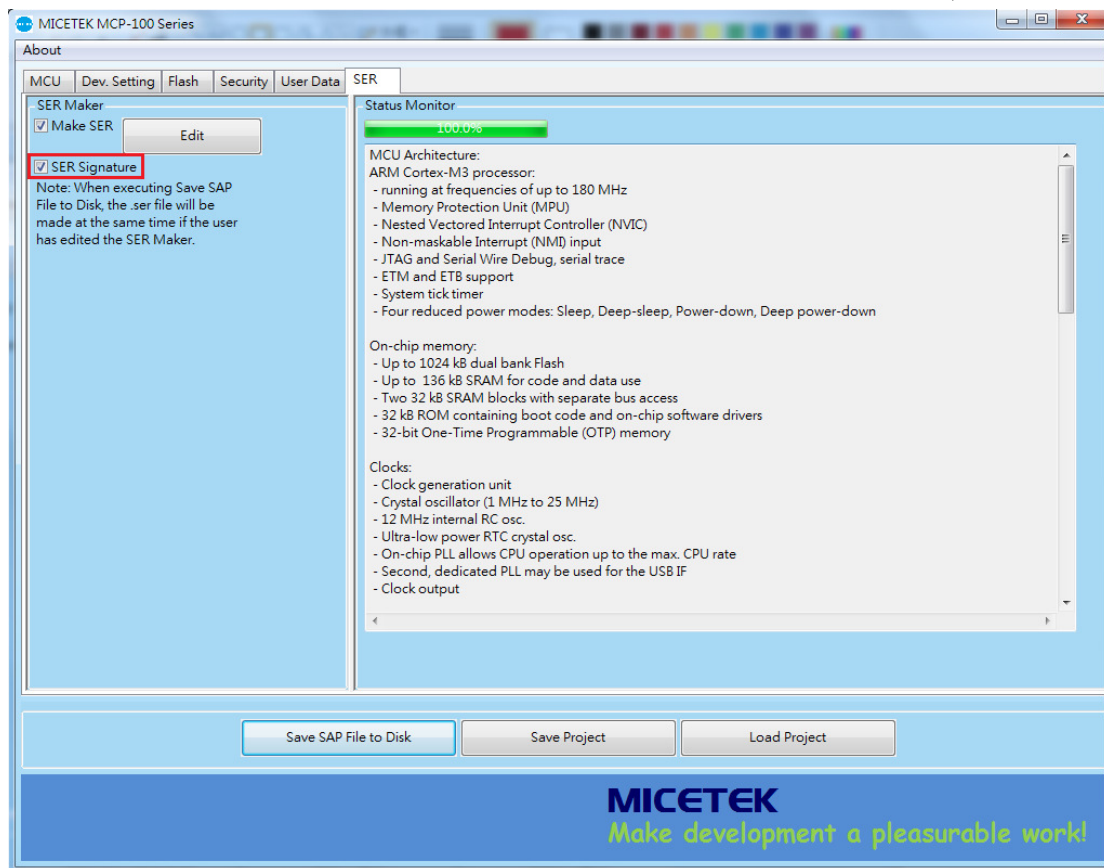 MICETEK MCP-100 Series
About
MCU Dev. Setting Flash Security User Data SER
SER Maker
Make SER
Edit
SER Signature
Note: When executing Save SAP
File to Disk, the .ser file will be
made at the same time if the user
has edited the SER Maker.
Status Monitor
100.0%
MCU Architecture:
ARM Cortex-M3 processor:
- running at frequencies of up to 180 MHz
- Memory Protection Unit (MPU)
- Nested Vectored Interrupt Controller (NVIC)
- Non-maskable Interrupt (NMI) input
- JTAG and Serial Wire Debug, serial trace
- ETM and ETB support
- System tick timer
- Four reduced power modes: Sleep, Deep-sleep, Power-down, Deep power-down
On-chip memory:
- Up to 1024 kB dual bank Flash
- Up to 136 kB SRAM for code and data use
- Two 32 kB SRAM blocks with separate bus access
- 32 kB ROM containing boot code and on-chip software drivers
- 32-bit One-Time Programmable (OTP) memory
Clocks:
- Clock generation unit
- Crystal oscillator (1 MHz to 25 MHz)
- 12 MHz internal RC osc.
- Ultra-low power RTC crystal osc.
- On-chip PLL allows CPU operation up to the max. CPU rate
- Second, dedicated PLL may be used for the USB IF
- Clock output
Save SAP File to Disk Save Project Load Project
MICETEK
Make development a pleasurable work!